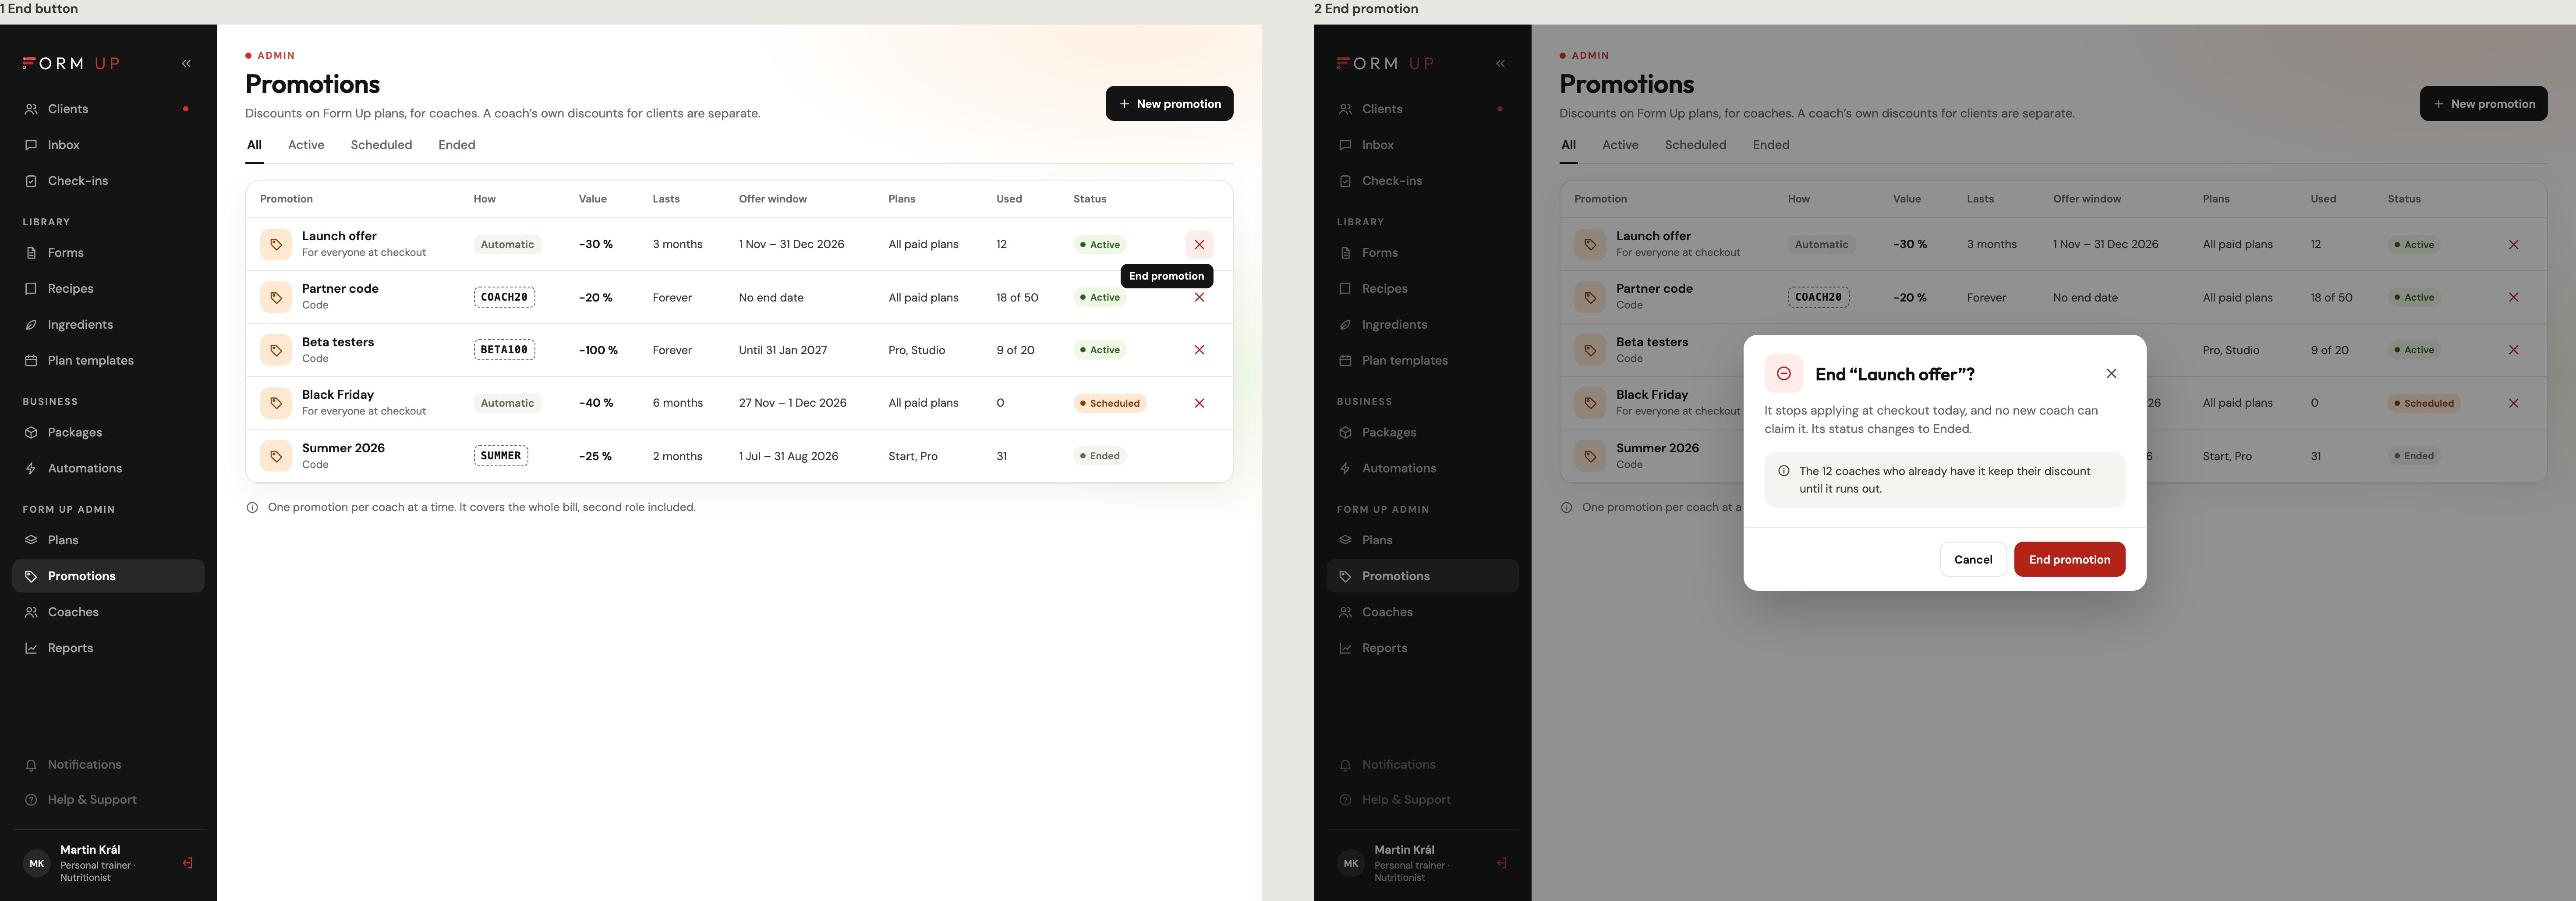 1 End button
FORM UP
Clients
Inbox
Check-ins
LIBRARY
Forms
Recipes
Ingredients
Plan templates
BUSINESS
Packages
Automations
FORM UP ADMIN
Plans
Promotions
Coaches
Reports
Notifications
Help & Support
MK
Martin Král
Personal trainer ·
Nutritionist
ADMIN
Promotions
Discounts on Form Up plans, for coaches. A coach’s own discounts for clients are separate.
New promotion
All Active Scheduled Ended
Promotion How Value Lasts Offer window Plans Used Status
Launch offer
For everyone at checkout
Automatic −30 % 3 months 1 Nov – 31 Dec 2026 All paid plans 12 Active
End promotion
Partner code
Code
COACH20 −20 % Forever No end date All paid plans 18 of 50 Active
Beta testers
Code
BETA100 −100 % Forever Until 31 Jan 2027 Pro, Studio 9 of 20 Active
Black Friday
For everyone at checkout
Automatic −40 % 6 months 27 Nov – 1 Dec 2026 All paid plans 0 Scheduled
Summer 2026
Code
SUMMER −25 % 2 months 1 Jul – 31 Aug 2026 Start, Pro 31 Ended
One promotion per coach at a time. It covers the whole bill, second role included.
2 End promotion
FORM UP
Clients
Inbox
Check-ins
LIBRARY
Forms
Recipes
Ingredients
Plan templates
BUSINESS
Packages
Automations
FORM UP ADMIN
Plans
Promotions
Coaches
Reports
Notifications
Help & Support
MK
Martin Král
Personal trainer ·
Nutritionist
ADMIN
Promotions
Discounts on Form Up plans, for coaches. A coach’s own discounts for clients are separate.
New promotion
All Active Scheduled Ended
Promotion How Value Lasts Offer window Plans Used Status
Launch offer
For everyone at checkout
Automatic −30 % 3 months 1 Nov – 31 Dec 2026 All paid plans 12 Active
Partner code
Code
COACH20 −20 % Forever No end date All paid plans 18 of 50 Active
Beta testers
Code
Pro, Studio 9 of 20 Active
Black Friday
For everyone at checkout
26 All paid plans 0 Scheduled
Summer 2026
Code
6 Start, Pro 31 Ended
One promotion per coach at a
End “Launch offer”?
It stops applying at checkout today, and no new coach can
claim it. Its status changes to Ended.
The 12 coaches who already have it keep their discount
until it runs out.
Cancel
End promotion